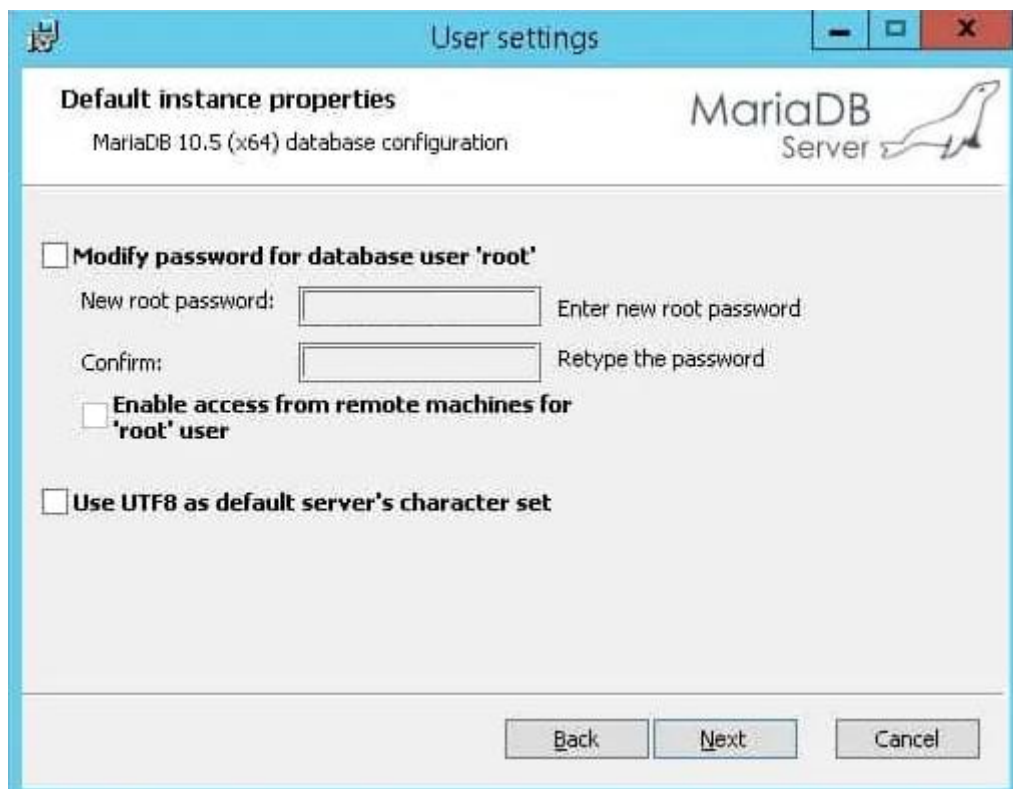 User settings
Default instance properties
MariaDB 10.5 (x64) database configuration
MariaDB
Server
Modify password for database user 'root'
New root password:
Enter new root password
Confirm:
Retype the password
Enable access from remote machines for
'root' user
Use UTF8 as default server's character set
Back
Next
Cancel